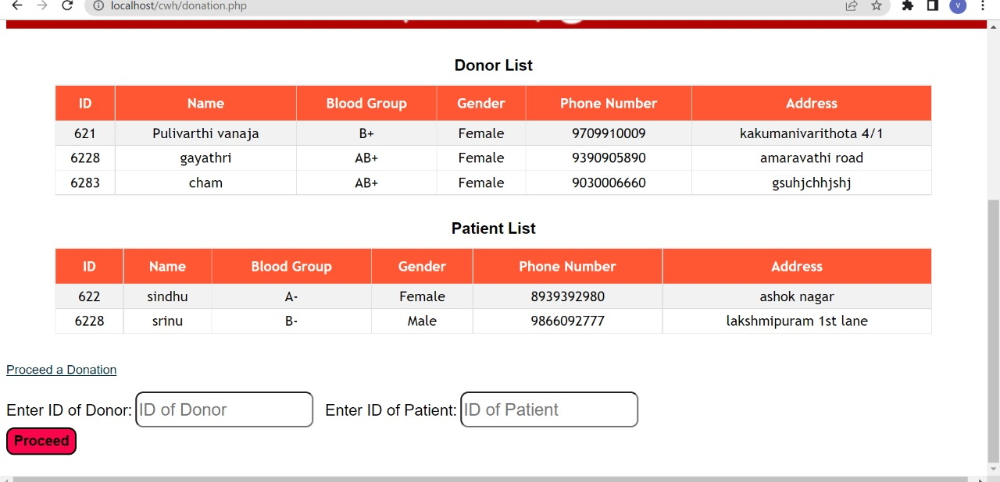 localhost/cwh/donation.php
V
Donor List
ID Name Blood Group Gender Phone Number Address
621 Pulivarthi vanaja B+ Female 9709910009 kakumanivarithota 4/1
6228 gayathri AB+ Female 9390905890 amaravathi road
6283 cham AB+ Female 9030006660 gsuhjchhjshj
Patient List
ID Name Blood Group Gender Phone Number Address
622 sindhu A- Female 8939392980 ashok nagar
6228 srinu B- Male 9866092777 lakshmipuram 1st lane
Proceed a Donation
Enter ID of Donor: ID of Donor Enter ID of Patient: ID of Patient
Proceed